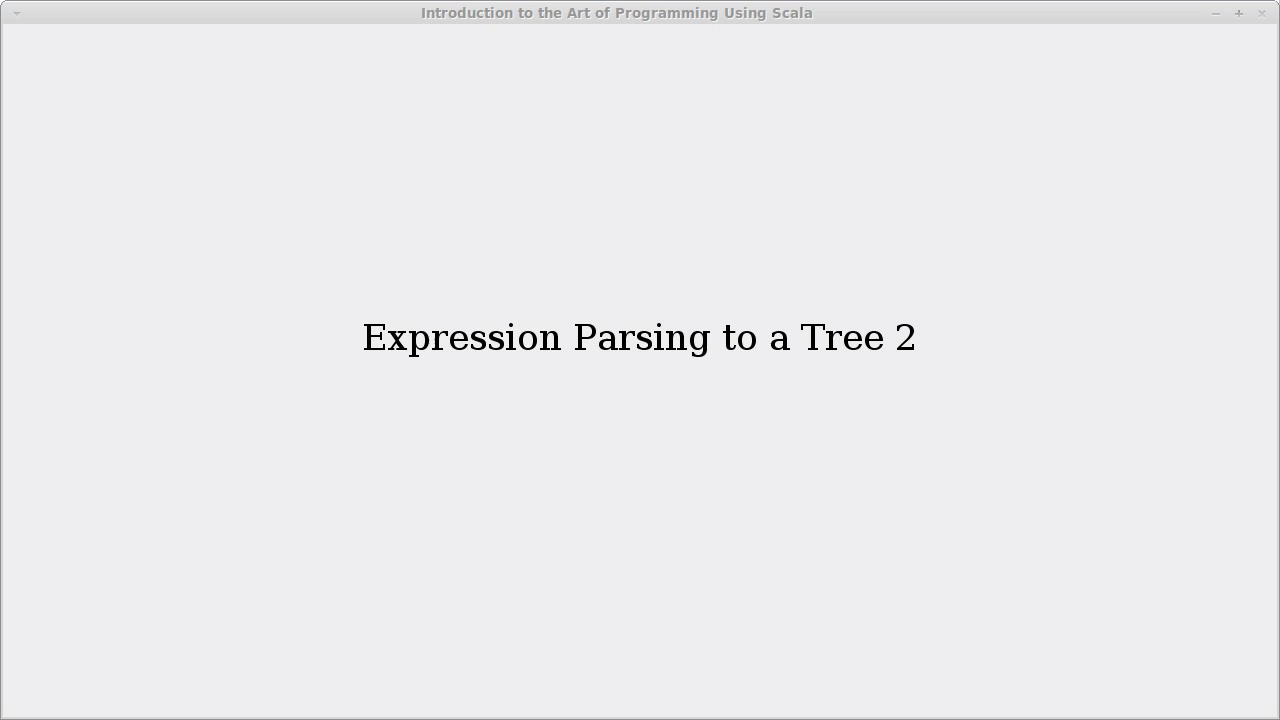 Introduction to the Art of Programming Using Scala
Expression Parsing to a Tree 2